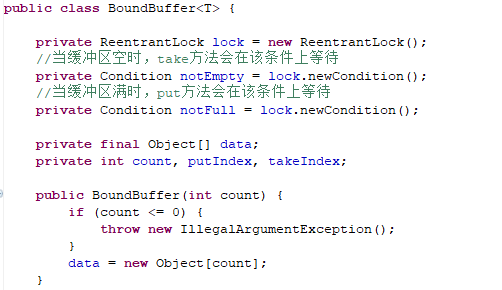 public class BoundBuffer<T> {
private ReentrantLock lock = new ReentrantLock();
//当缓冲区空时，take方法会在该条件上等待
private Condition notEmpty = lock.newCondition();
//当缓冲区满时，put方法会在该条件上等待
private Condition notFull = lock.newCondition();
private final Object[] data;
private int count, putIndex, takeIndex;
public BoundBuffer(int count) {
if (count <= 0) {
throw new IllegalArgumentException();
}
data = new Object[count];
}